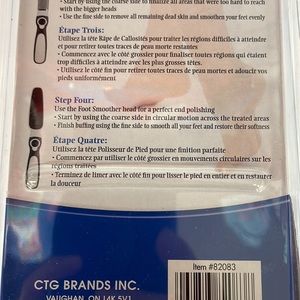 • Start by using the coarse side to finalize all areas that were too hard to reach
with the bigger heads
• Use the fine side to remove all remaining dead skin and smoothen your feet evenly
Étape Trois:
Utilisez la tête Râpe de Callosités pour traiter les régions difficiles à atteindre
et pour retirer toutes traces de peau morte restantes
• Commencez avec le côté grossier pour finaliser toutes les régions qui étaient
trop difficiles à atteindre avec les plus grosses têtes.
• Utilisez le côté fin pour retirer toutes traces de peau mortes et adoucir vos
pieds uniformément
Step Four:
Use the Foot Smoother head for a perfect end polishing
• Start by using the coarse side in circular motion across the treated areas
• Finish buffing using the fine side to smooth all your feet and restore their softness
Étape Quatre:
Utilisez la tête Polisseur de Pied pour une finition parfaite
• Commencez par utiliser le côté grossier en mouvements circulaires sur les
régions traitées
• Terminez de limer avec le côté fin pour lisser le pied en entier et en restaurer
la douceur
Item #82083
CTG BRANDS INC.
VAUGHAN, ON L4K 5V1